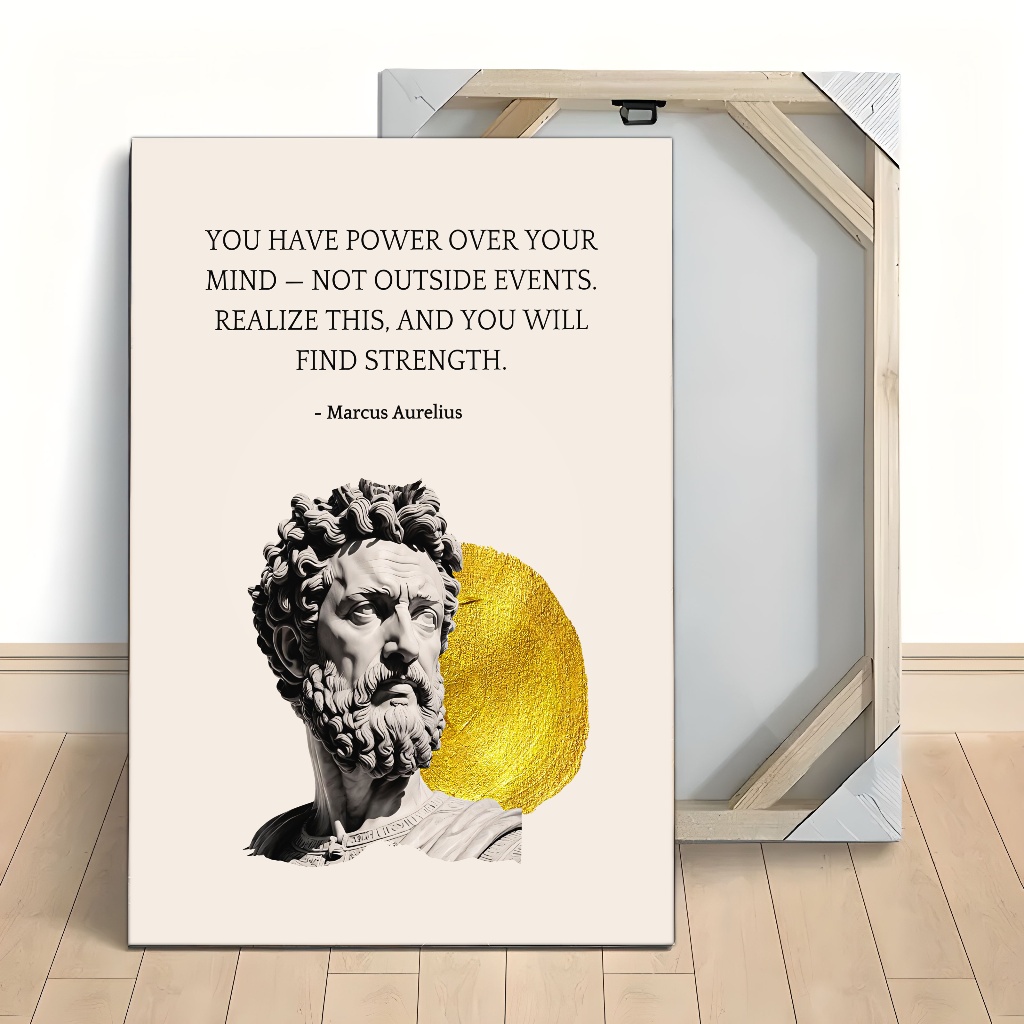 YOU HAVE POWER OVER YOUR
MIND – NOT OUTSIDE EVENTS.
REALIZE THIS, AND YOU WILL
FIND STRENGTH.
- Marcus Aurelius